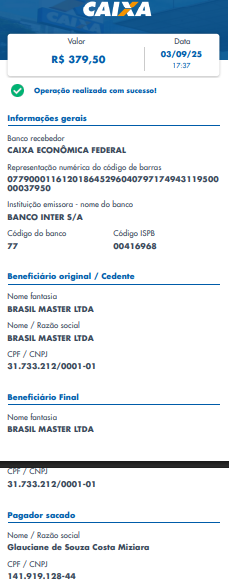 CAIXA
Valor
Data
R$ 379,50
03/09/25
17:37
Operação realizada com sucesso!
Informações gerais
Banco recebedor
CAIXA ECONÔMICA FEDERAL
Representação numérica do código de barras
077900011612018645296040797174943119500
00037950
Instituição emissora - nome do banco
BANCO INTER S/A
Código do banco
Código ISPB
77
00416968
Beneficiário original / Cedente
Nome fantasia
BRASIL MASTER LTDA
Nome / Razão social
BRASIL MASTER LTDA
CPF / CNPJ
31.733.212/0001-01
Beneficiário Final
Nome fantasia
BRASIL MASTER LTDA
CPF / CNPJ
31.733.212/0001-01
Pagador sacado
Nome / Razão social
Glauciane de Souza Costa Miziara
CPF / CNPJ
141.919.128-44